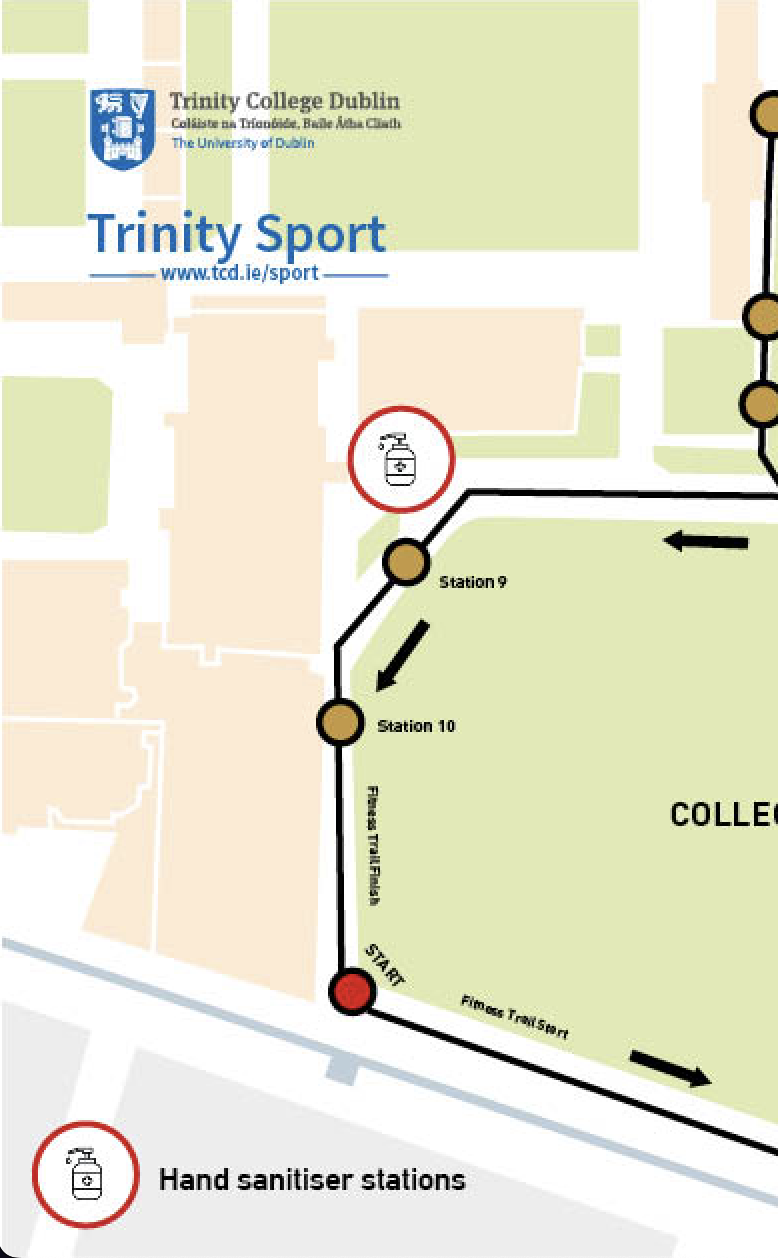 Trinity College Dublin
Coláiste na Tríonóide, Baile Átha Cliath
The University of Dublin
Trinity Sport
www.tcd.ie/sport
Station 9
Station 10
COLLEG
Fitness Trail Finish
START
Fitness Trail Start
Hand sanitiser stations